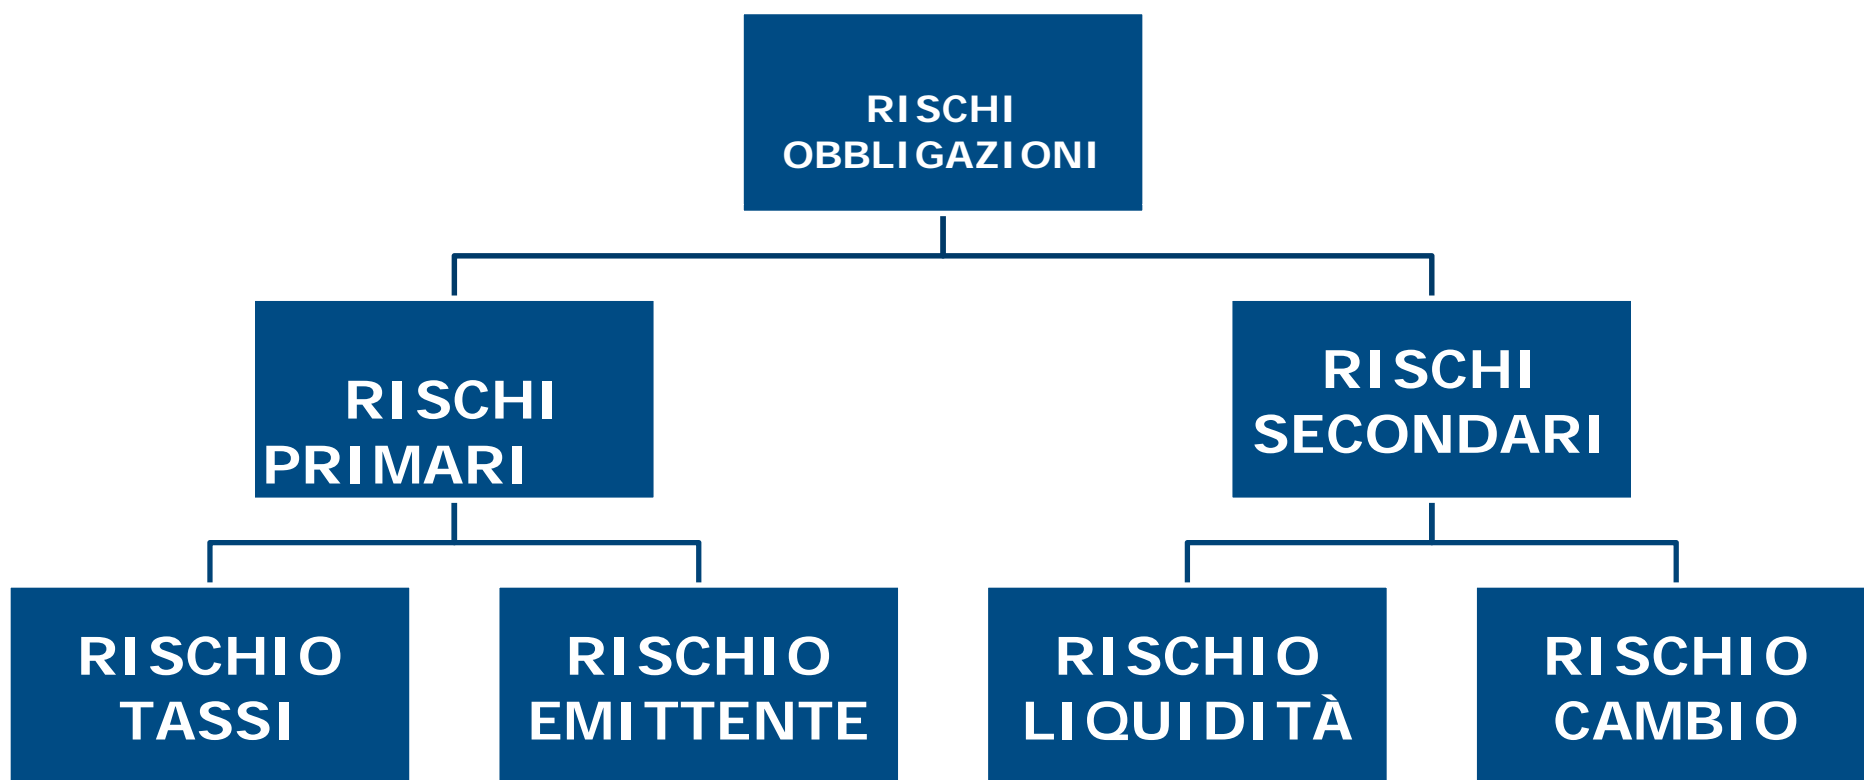 RISCHI
OBBLIGAZIONI
RISCHI
PRIMARI
RISCHI
SECONDARI
RISCHIO
TASSI
RISCHIO
EMITTENTE
RISCHIO
LIQUIDITÀ
RISCHIO
CAMBIO